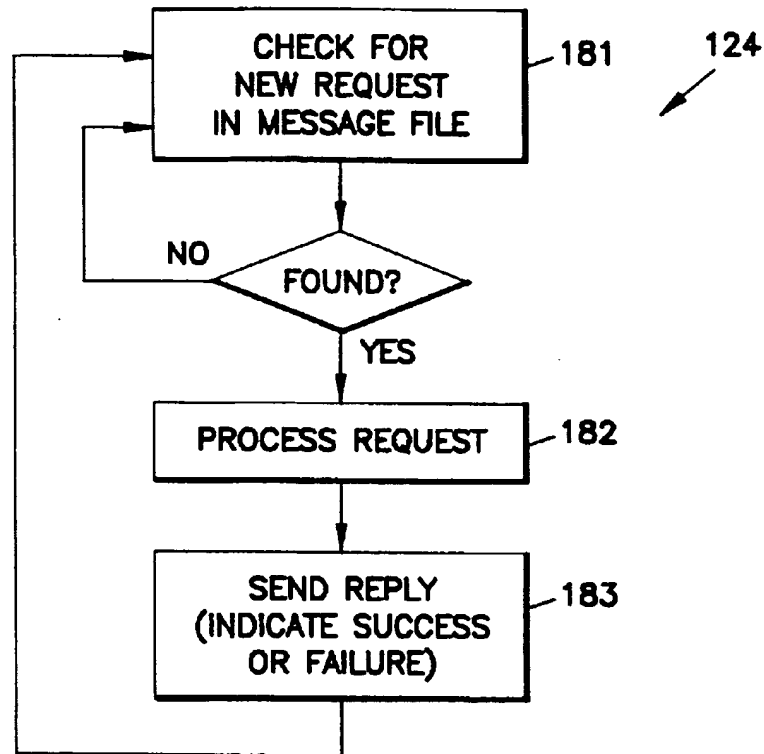 CHECK FOR
NEW REQUEST
IN MESSAGE FILE
181
124
NO
FOUND?
YES
PROCESS REQUEST
182
SEND REPLY
(INDICATE SUCCESS
OR FAILURE)
183